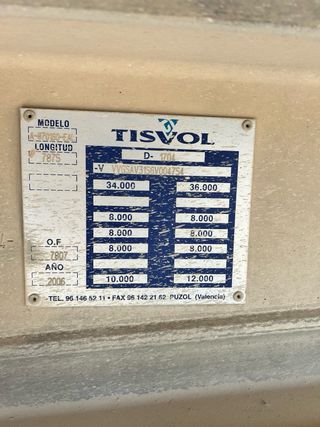 MODELO
LONGITUD
7875
O.F
7807
AÑO
2006
TISVOL
D- 1704
-V
34.000 36.000
8.000 8.000
8.000 8.000
8.000 8.000
10.000 12.000
TEL. 96 146 52 11 • FAX 96 142 21 62 PUZOL (Valencia)